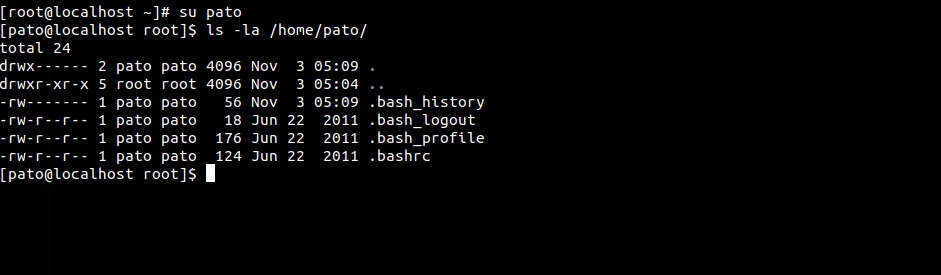 [root@localhost ~]# su pato
[pato@localhost root]$ ls -la /home/pato/
total 24
drwx------ 2 pato pato 4096 Nov  3 05:09 .
drwxr-xr-x 5 root root 4096 Nov  3 05:04 ..
-rw------- 1 pato pato   56 Nov  3 05:09 .bash_history
-rw-r--r-- 1 pato pato   18 Jun 22  2011 .bash_logout
-rw-r--r-- 1 pato pato  176 Jun 22  2011 .bash_profile
-rw-r--r-- 1 pato pato  124 Jun 22  2011 .bashrc
[pato@localhost root]$